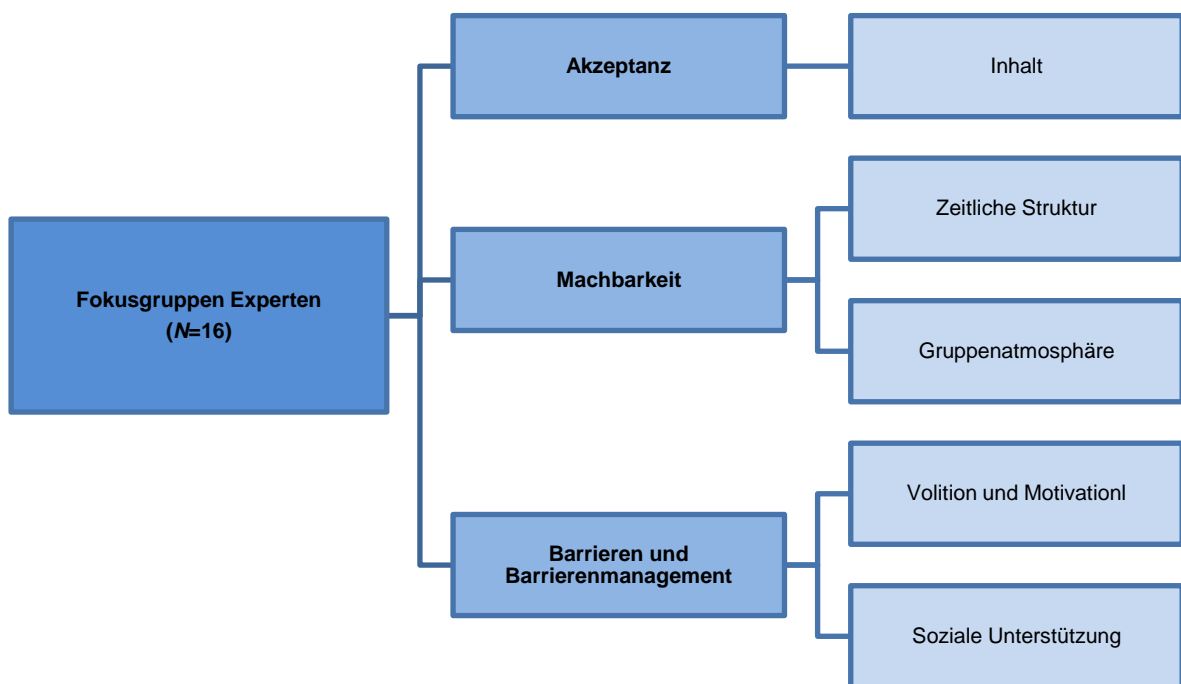 Fokusgruppen Experten
(N=16)
Akzeptanz
Inhalt
Machbarkeit
Zeitliche Struktur
Gruppenatmosphäre
Barrieren und
Barrierenmanagement
Volition und Motivationl
Soziale Unterstützung